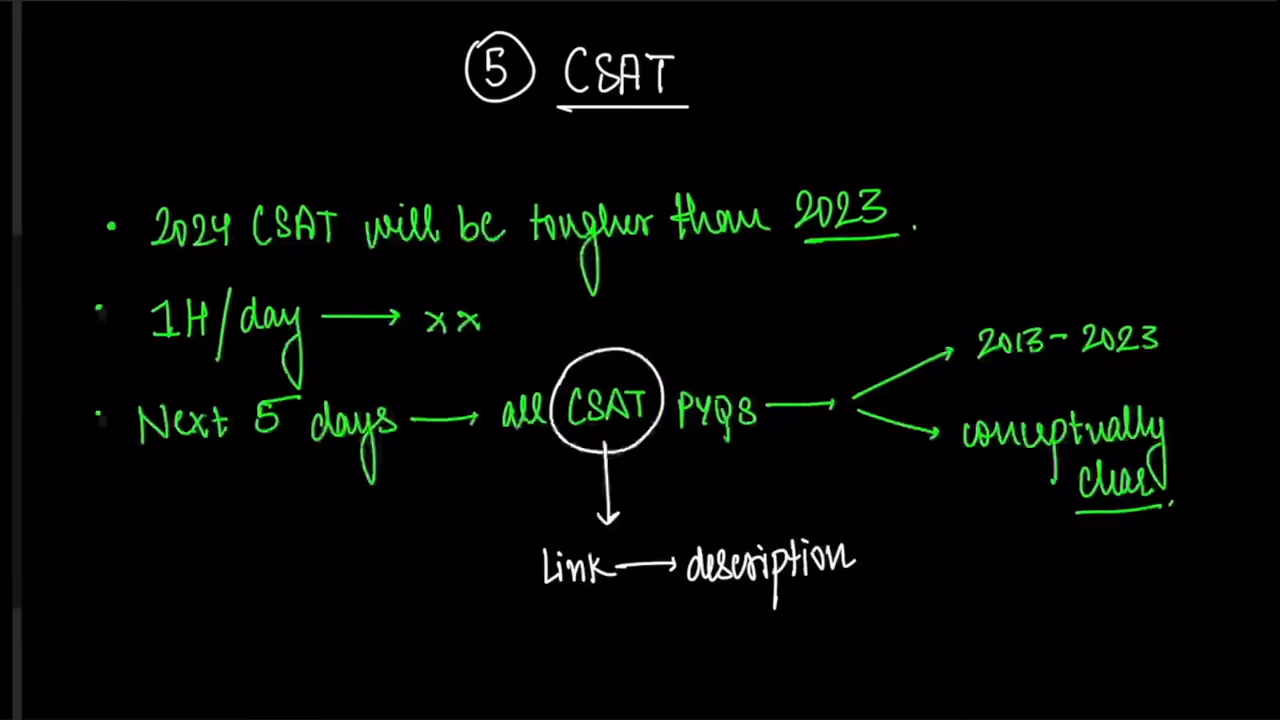 5 CSAT
• 2024 CSAT will be tougher than 2023.
• 1H/day → xx
→ 2013-2023
• Next 5 days → all CSAT PYQS →
→ conceptually
clear.
↓
Link → description